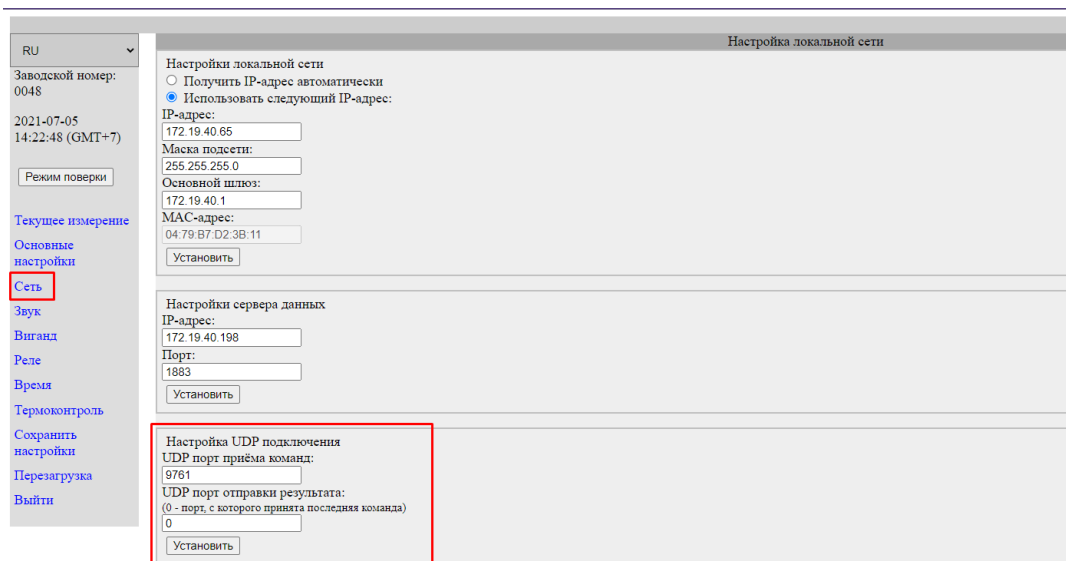 RU
Заводской номер:
0048
2021-07-05
14:22:48 (GMT+7)
Режим поверки
Текущее измерение
Основные
настройки
Сеть
Звук
Виганд
Реле
Время
Термоконтроль
Сохранить
настройки
Перезагрузка
Выйти
Настройка локальной сети
Настройки локальной сети
Получить IP-адрес автоматически
Использовать следующий IP-адрес:
IP-адрес:
172.19.40.65
Маска подсети:
255.255.255.0
Основной шлюз:
172.19.40.1
MAC-адрес:
04:79:B7:D2:3B:11
Установить
Настройки сервера данных
IP-адрес:
172.19.40.198
Порт:
1883
Установить
Настройка UDP подключения
UDP порт приёма команд:
9761
UDP порт отправки результата:
(0 - порт, с которого принята последняя команда)
0
Установить